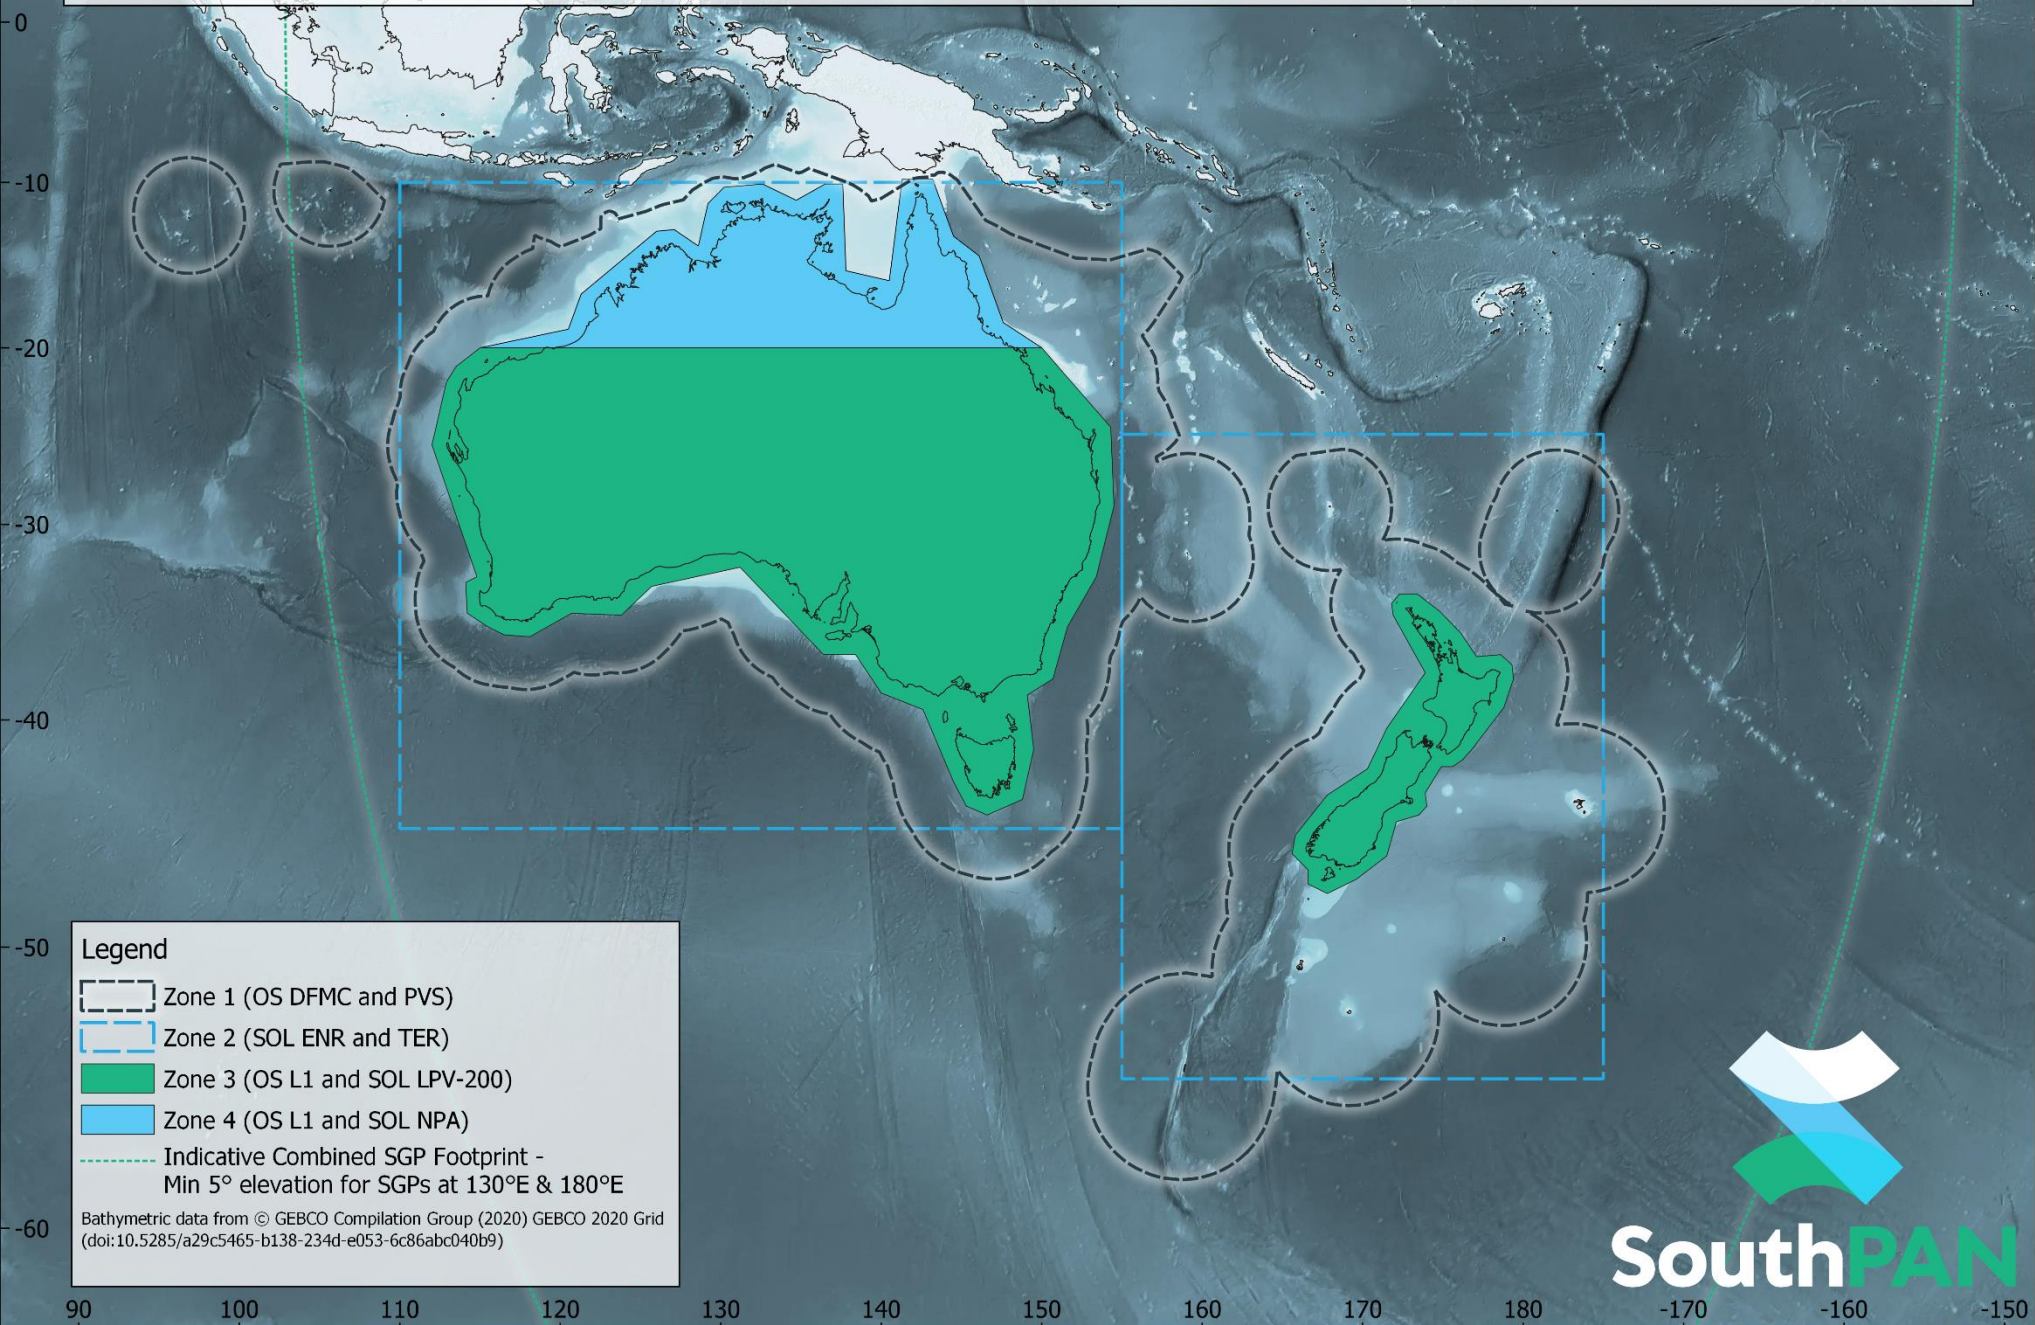 0
-10
-20
-30
-40
-50
-60
Legend
Zone 1 (OS DFMC and PVS)
Zone 2 (SOL ENR and TER)
Zone 3 (OS L1 and SOL LPV-200)
Zone 4 (OS L1 and SOL NPA)
Indicative Combined SGP Footprint -
Min 5° elevation for SGPs at 130°E & 180°E
Bathymetric data from © GEBCO Compilation Group (2020) GEBCO 2020 Grid
(doi:10.5285/a29c5465-b138-234d-e053-6c86abc040b9)
SouthPAN
90 100 110 120 130 140 150 160 170 180 -170 -160 -150